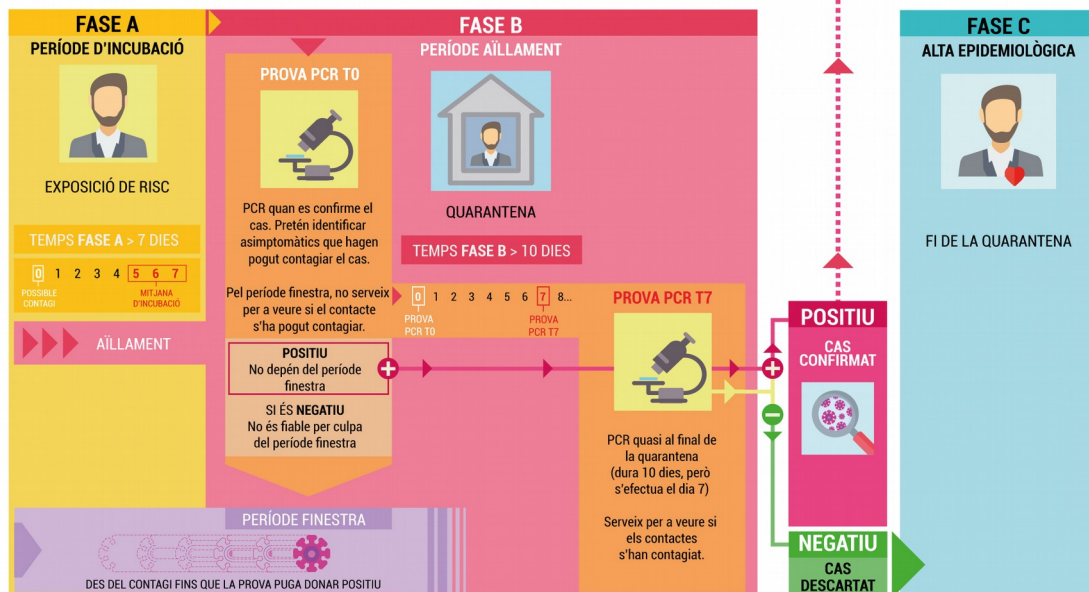 FASE A
PERÍODE D'INCUBACIÓ
EXPOSICIÓ DE RISC
TEMPS FASE A > 7 DIES
0 1 2 3 4 5 6 7
POSSIBLE
CONTAGI
MITJANA
D'INCUBACIÓ
AÏLLAMENT
FASE B
PERÍODE AÏLLAMENT
PROVA PCR T0
PCR quan es confirme el
cas. Pretén identificar
asimptomàtics que hagen
pogut contagiar el cas.
Pel període finestra, no serveix
per a veure si el contacte
s'ha pogut contagiar.
POSITIU
No depén del període
finestra
SI ÉS NEGATIU
No és fiable per culpa
del període finestra
QUARANTENA
TEMPS FASE B > 10 DIES
0 1 2 3 4 5 6 7 8...
PROVA
PCR T0
PROVA
PCR T7
PROVA PCR T7
PCR quasi al final de
la quarantena
(dura 10 dies, però
s'efectua el dia 7)
Serveix per a veure si
els contactes
s'han contagiat.
PERÍODE FINESTRA
DES DEL CONTAGI FINS QUE LA PROVA PUGA DONAR POSITIU
POSITIU
CAS
CONFIRMAT
NEGATIU
CAS
DESCARTAT
FASE C
ALTA EPIDEMIOLÒGICA
FI DE LA QUARANTENA